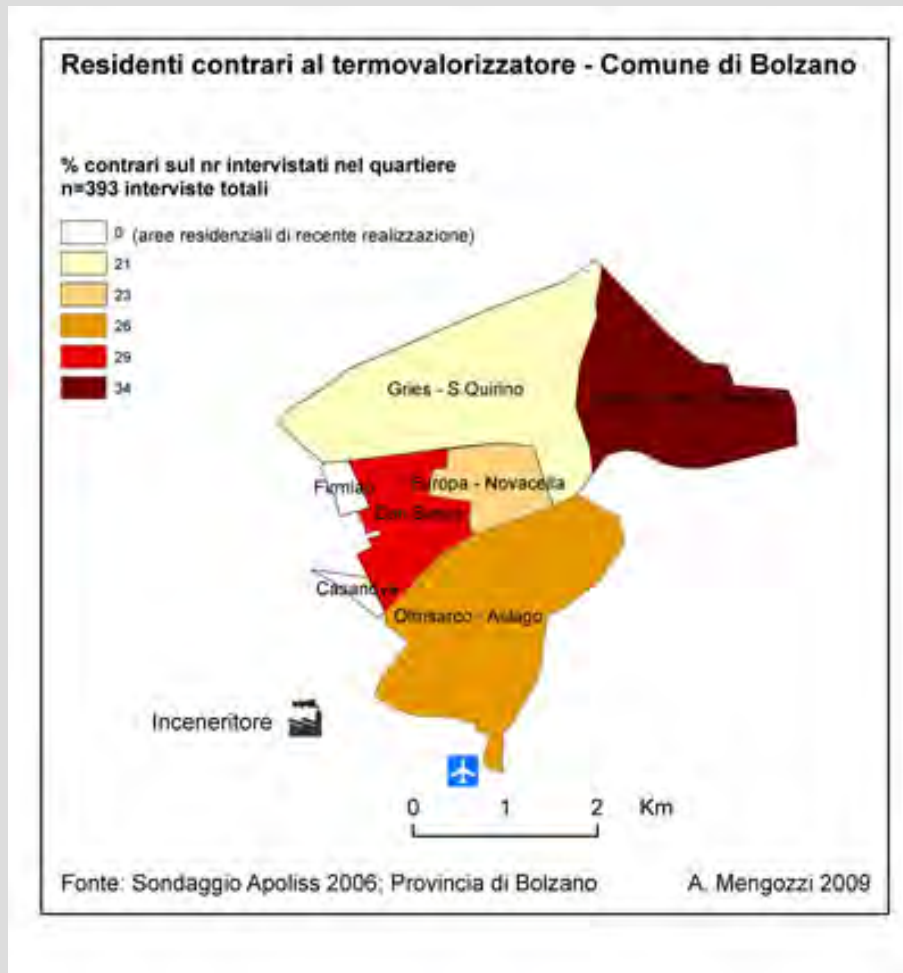 Residenti contrari al termovalorizzatore - Comune di Bolzano
% contrari sul nr intervistati nel quartiere
n=393 interviste totali
0 (aree residenziali di recente realizzazione)
21
23
26
29
34
Gries - S.Quirino
Firmian
Europa - Novacella
Don Bosco
Casanova
Oltrisarco - Aslago
Inceneritore
0 1 2 Km
Fonte: Sondaggio Apoliss 2006; Provincia di Bolzano
A. Mengozzi 2009